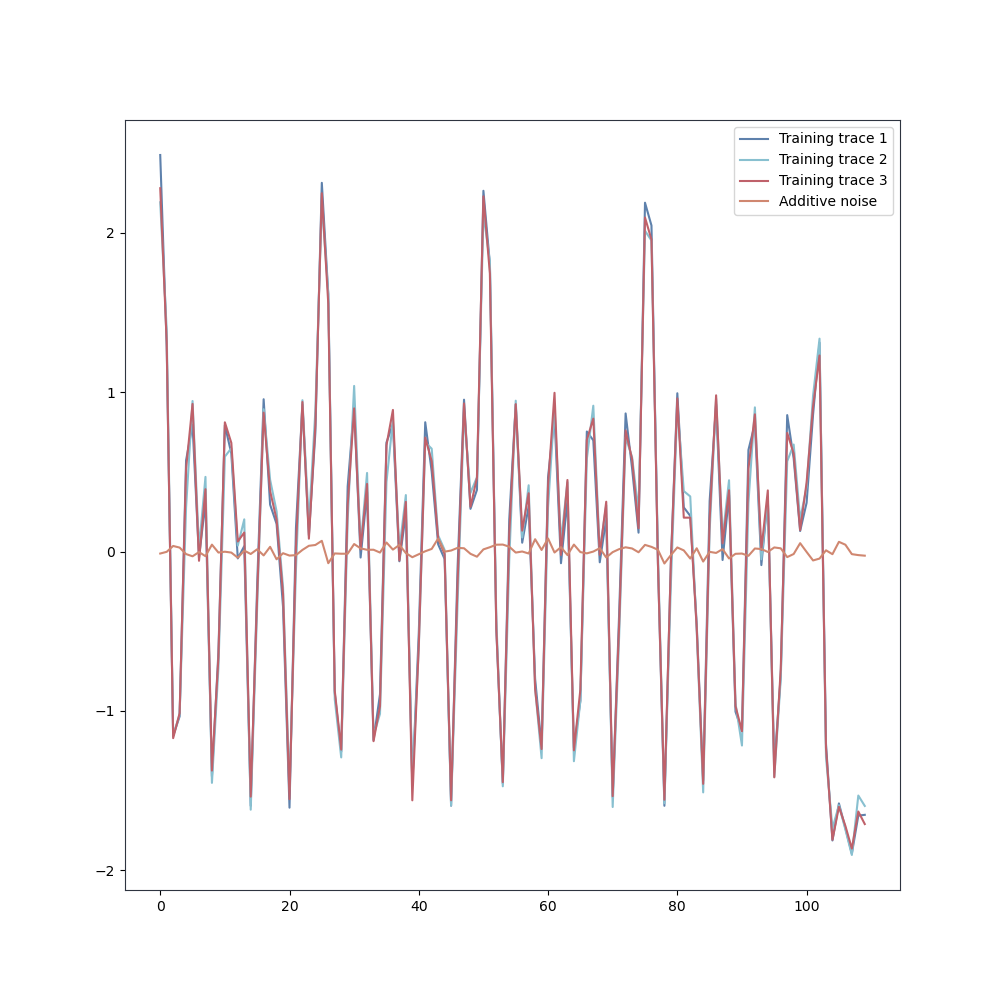 Training trace 1
Training trace 2
Training trace 3
Additive noise
2
1
0
−1
−2
0 20 40 60 80 100